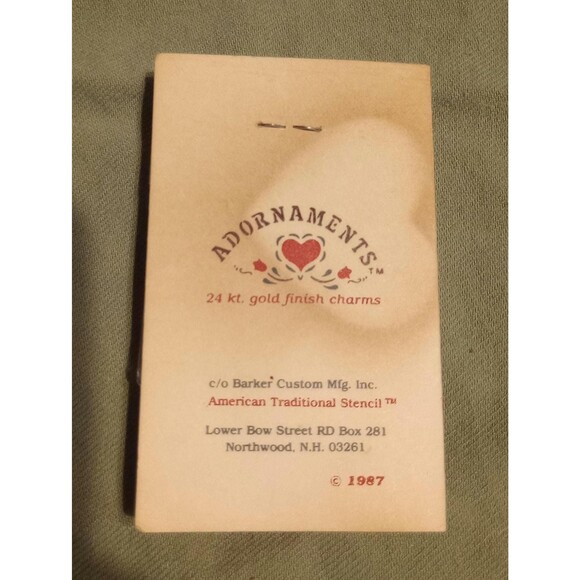 ADORNAMENTS™
24 kt. gold finish charms
c/o Barker Custom Mfg. Inc.
American Traditional Stencil™
Lower Bow Street RD Box 281
Northwood, N.H. 03261
© 1987